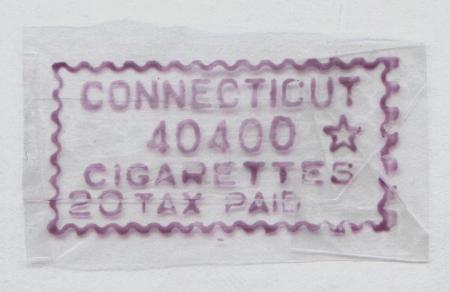 CONNECTICUT
40400
CIGARETTES
20 TAX PAID